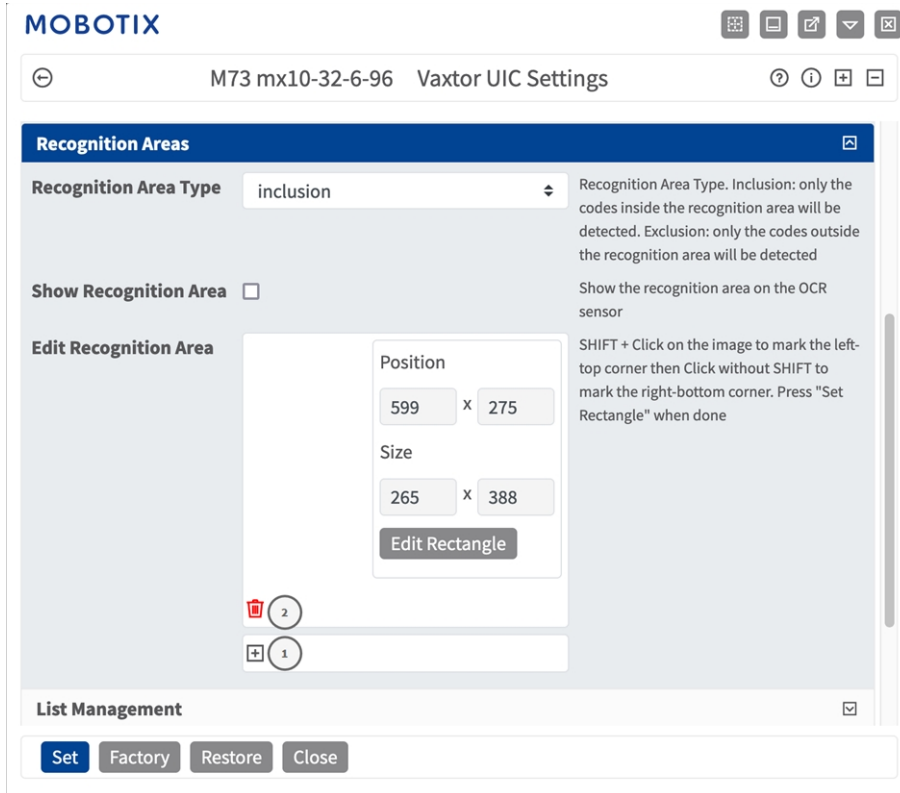 MOBOTIX
M73 mx10-32-6-96 Vaxtor UIC Settings
Recognition Areas
Recognition Area Type
inclusion
Recognition Area Type. Inclusion: only the
codes inside the recognition area will be
detected. Exclusion: only the codes outside
the recognition area will be detected
Show Recognition Area
Show the recognition area on the OCR
sensor
Edit Recognition Area
Position
599 x 275
Size
265 x 388
Edit Rectangle
SHIFT + Click on the image to mark the left-
top corner then Click without SHIFT to
mark the right-bottom corner. Press "Set
Rectangle" when done
2
1
List Management
Set Factory Restore Close